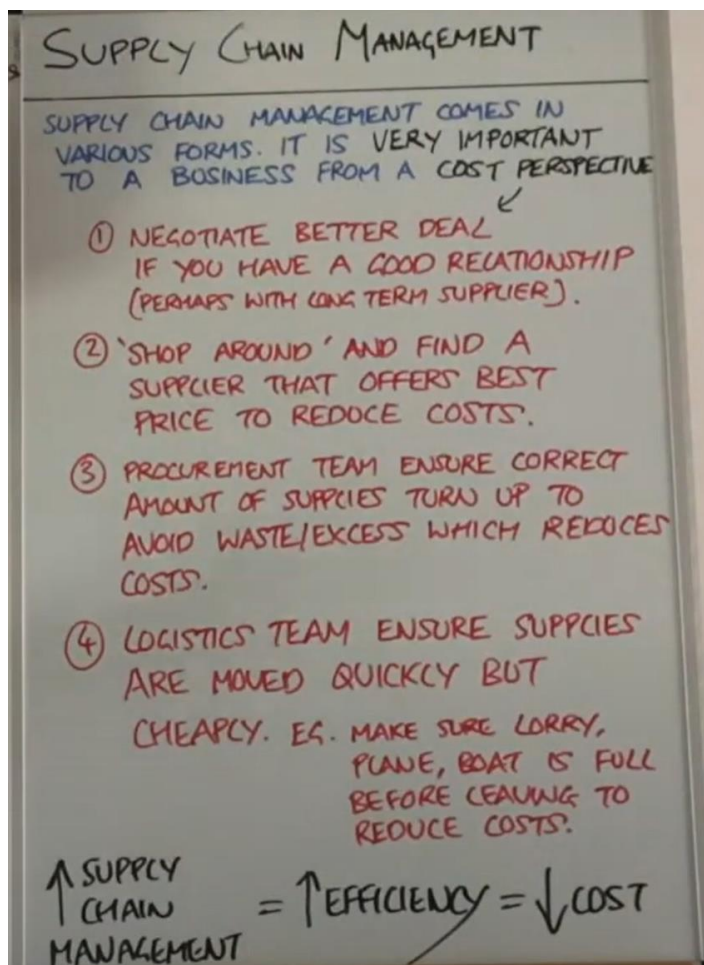 SUPPLY CHAIN MANAGEMENT
SUPPLY CHAIN MANAGEMENT COMES IN
VARIOUS FORMS. IT IS VERY IMPORTANT
TO A BUSINESS FROM A COST PERSPECTIVE
① NEGOTIATE BETTER DEAL
IF YOU HAVE A GOOD RELATIONSHIP
(PERHAPS WITH LONG TERM SUPPLIER).
② 'SHOP AROUND' AND FIND A
SUPPLIER THAT OFFERS BEST
PRICE TO REDUCE COSTS.
③ PROCUREMENT TEAM ENSURE CORRECT
AMOUNT OF SUPPLIES TURN UP TO
AVOID WASTE/EXCESS WHICH REDUCES
COSTS.
④ LOGISTICS TEAM ENSURE SUPPLIES
ARE MOVED QUICKLY BUT
CHEAPLY. EG. MAKE SURE LORRY,
PLANE, BOAT IS FULL
BEFORE LEAVING TO
REDUCE COSTS.
↑ SUPPLY
CHAIN
MANAGEMENT = ↑ EFFICIENCY = ↓ COST